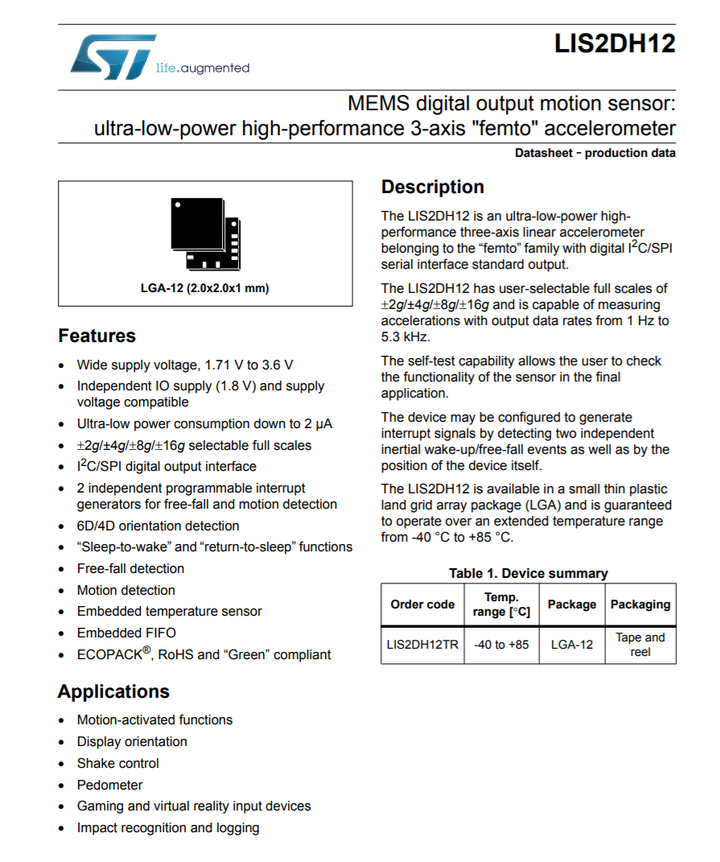 LIS2DH12
life.augmented
MEMS digital output motion sensor:
ultra-low-power high-performance 3-axis "femto" accelerometer
Datasheet - production data
LGA-12 (2.0x2.0x1 mm)
Features
• Wide supply voltage, 1.71 V to 3.6 V
• Independent IO supply (1.8 V) and supply
voltage compatible
• Ultra-low power consumption down to 2 μA
• ±2g/±4g/±8g/±16g selectable full scales
• I²C/SPI digital output interface
• 2 independent programmable interrupt
generators for free-fall and motion detection
• 6D/4D orientation detection
• “Sleep-to-wake” and “return-to-sleep” functions
• Free-fall detection
• Motion detection
• Embedded temperature sensor
• Embedded FIFO
• ECOPACK®, RoHS and “Green” compliant
Applications
• Motion-activated functions
• Display orientation
• Shake control
• Pedometer
• Gaming and virtual reality input devices
• Impact recognition and logging
Description
The LIS2DH12 is an ultra-low-power high-
performance three-axis linear accelerometer
belonging to the “femto” family with digital I²C/SPI
serial interface standard output.
The LIS2DH12 has user-selectable full scales of
±2g/±4g/±8g/±16g and is capable of measuring
accelerations with output data rates from 1 Hz to
5.3 kHz.
The self-test capability allows the user to check
the functionality of the sensor in the final
application.
The device may be configured to generate
interrupt signals by detecting two independent
inertial wake-up/free-fall events as well as by the
position of the device itself.
The LIS2DH12 is available in a small thin plastic
land grid array package (LGA) and is guaranteed
to operate over an extended temperature range
from -40 °C to +85 °C.
Table 1. Device summary
Order code Temp. range [°C] Package Packaging
LIS2DH12TR -40 to +85 LGA-12 Tape and reel